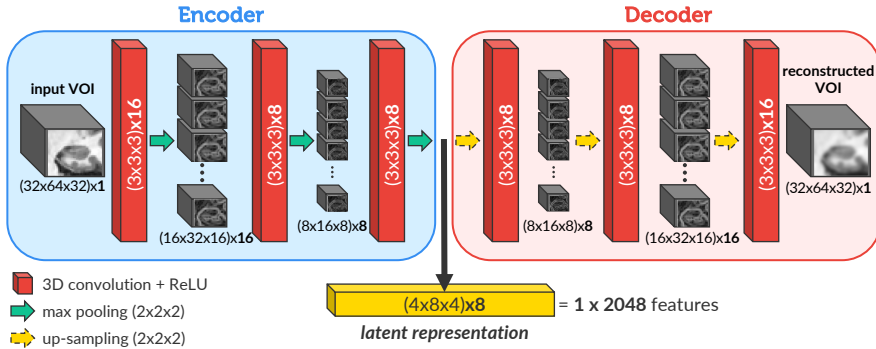 Encoder
Decoder
input VOI
(32x64x32)x1
(3x3x3)x16
(16x32x16)x16
(3x3x3)x8
(8x16x8)x8
(3x3x3)x8
(3x3x3)x8
(8x16x8)x8
(3x3x3)x8
(16x32x16)x16
(3x3x3)x16
reconstructed
VOI
(32x64x32)x1
3D convolution + ReLU
max pooling (2x2x2)
up-sampling (2x2x2)
(4x8x4)x8 = 1 x 2048 features
latent representation